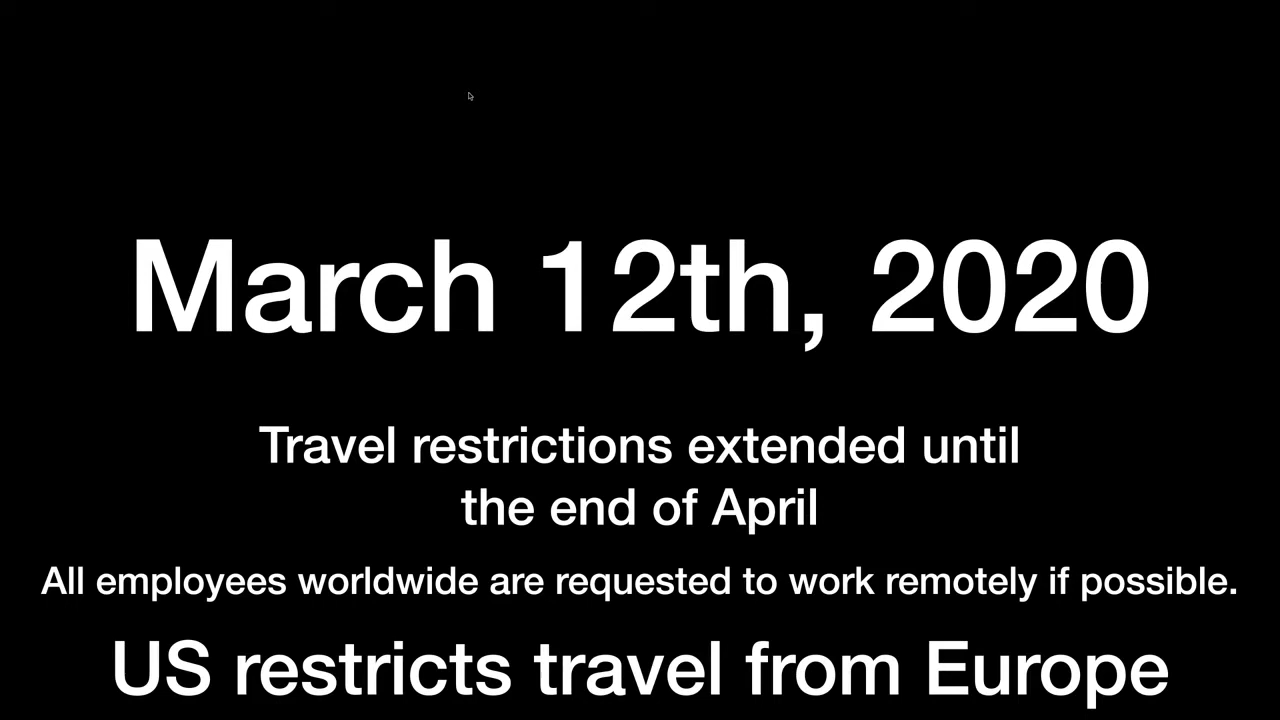 March 12th, 2020
Travel restrictions extended until
the end of April
All employees worldwide are requested to work remotely if possible.
US restricts travel from Europe